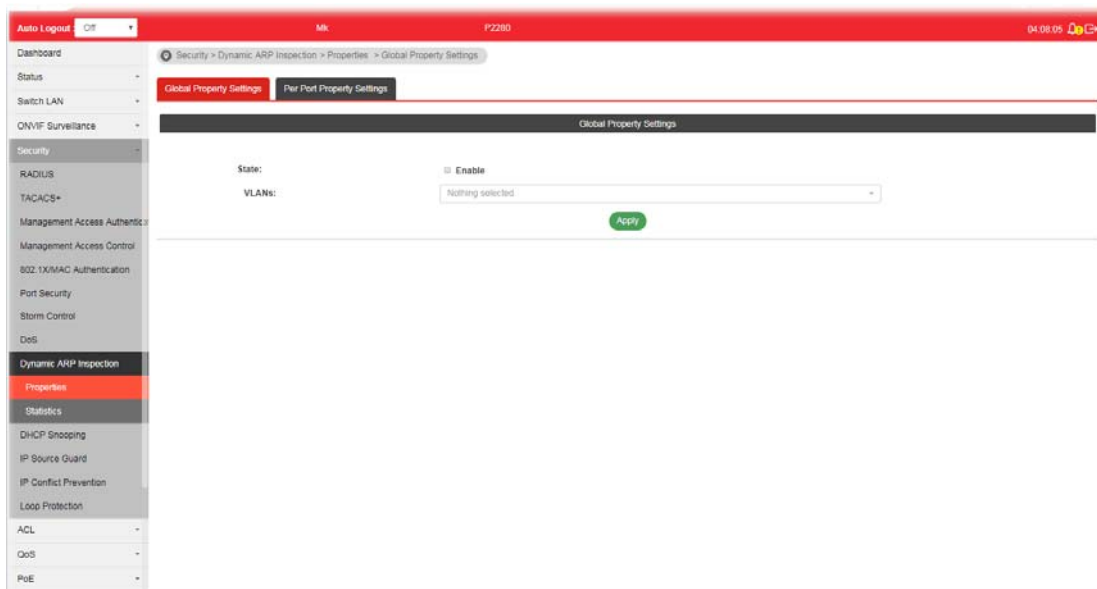 Auto Logout : Off
Mk
P2280
04:08:05
Dashboard
Status
Switch LAN
ONVIF Surveillance
Security
RADIUS
TACACS+
Management Access Authentica
Management Access Control
802.1X/MAC Authentication
Port Security
Storm Control
DoS
Dynamic ARP Inspection
Properties
Statistics
DHCP Snooping
IP Source Guard
IP Conflict Prevention
Loop Protection
ACL
QoS
PoE
Security > Dynamic ARP Inspection > Properties > Global Property Settings
Global Property Settings
Per Port Property Settings
Global Property Settings
State:
Enable
VLANs:
Nothing selected
Apply